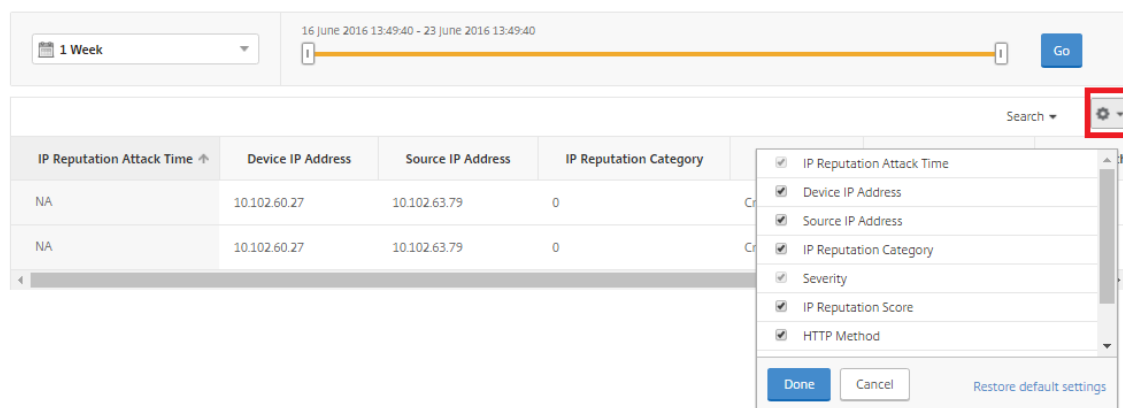 16 June 2016 13:49:40 - 23 June 2016 13:49:40
1 Week
Go
Search
IP Reputation Attack Time Device IP Address Source IP Address IP Reputation Category
NA 10.102.60.27 10.102.63.79 0
NA 10.102.60.27 10.102.63.79 0
IP Reputation Attack Time
Device IP Address
Source IP Address
IP Reputation Category
Severity
IP Reputation Score
HTTP Method
Done Cancel Restore default settings